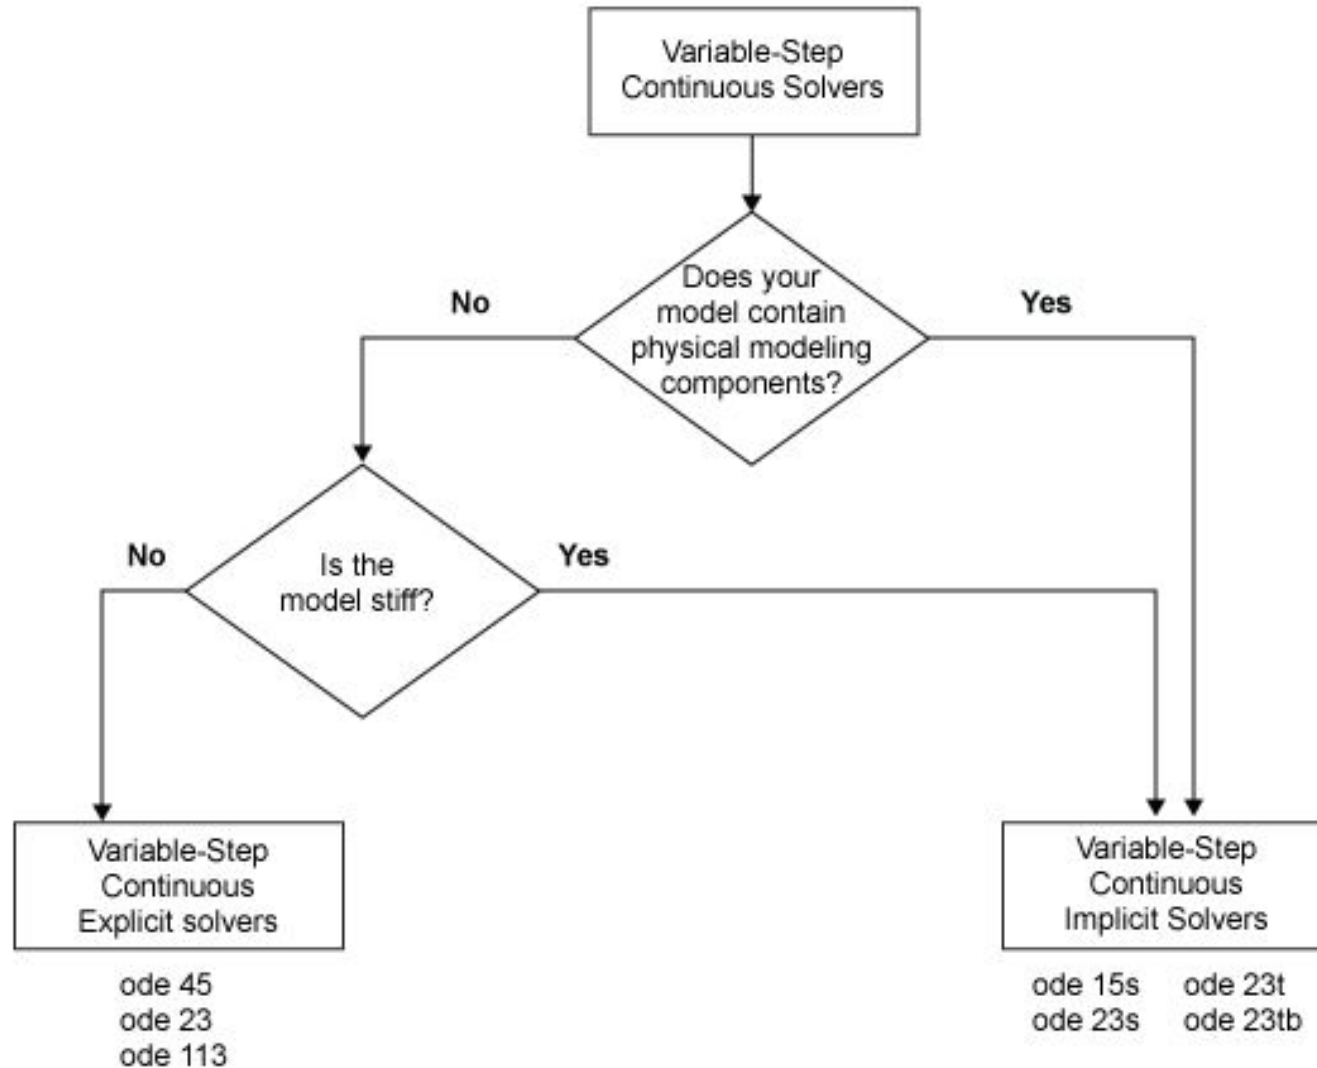 Variable-Step
Continuous Solvers
Does your
model contain
physical modeling
components?
No
Yes
Is the
model stiff?
No
Yes
Variable-Step
Continuous
Explicit solvers
ode 45
ode 23
ode 113
Variable-Step
Continuous
Implicit Solvers
ode 15s ode 23t
ode 23s ode 23tb